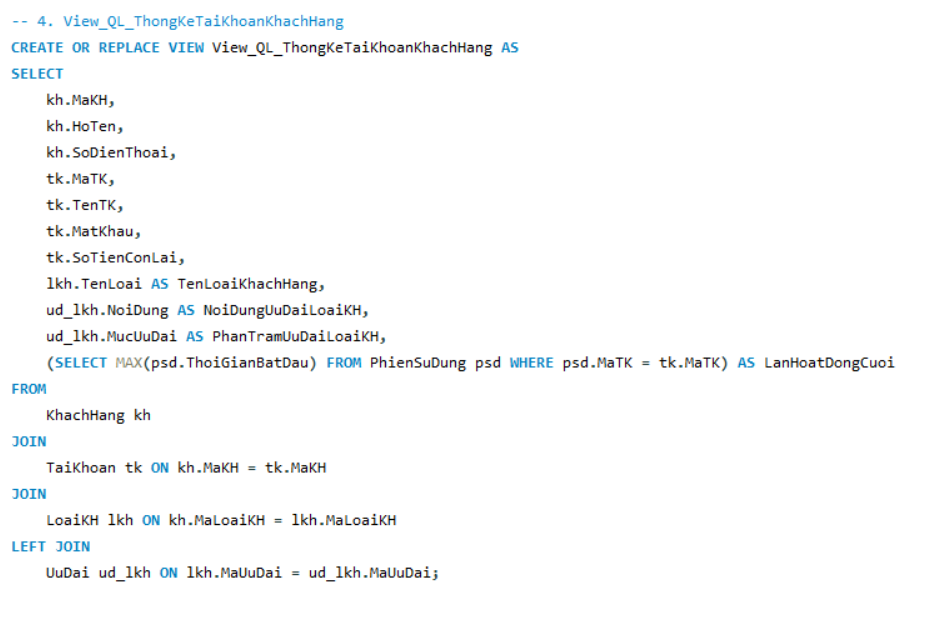 -- 4. View_QL_ThongKeTaiKhoanKhachHang
CREATE OR REPLACE VIEW View_QL_ThongKeTaiKhoanKhachHang AS
SELECT
    kh.MaKH,
    kh.HoTen,
    kh.SoDienThoai,
    tk.MaTK,
    tk.TenTK,
    tk.MatKhau,
    tk.SoTienConLai,
    lkh.TenLoai AS TenLoaiKhachHang,
    ud_lkh.NoiDung AS NoiDungUuDaiLoaiKH,
    ud_lkh.MucUuDai AS PhanTramUuDaiLoaiKH,
    (SELECT MAX(psd.ThoiGianBatDau) FROM PhienSuDung psd WHERE psd.MaTK = tk.MaTK) AS LanHoatDongCuoi
FROM
    KhachHang kh
JOIN
    TaiKhoan tk ON kh.MaKH = tk.MaKH
JOIN
    LoaiKH lkh ON kh.MaLoaiKH = lkh.MaLoaiKH
LEFT JOIN
    UuDai ud_lkh ON lkh.MaUuDai = ud_lkh.MaUuDai;